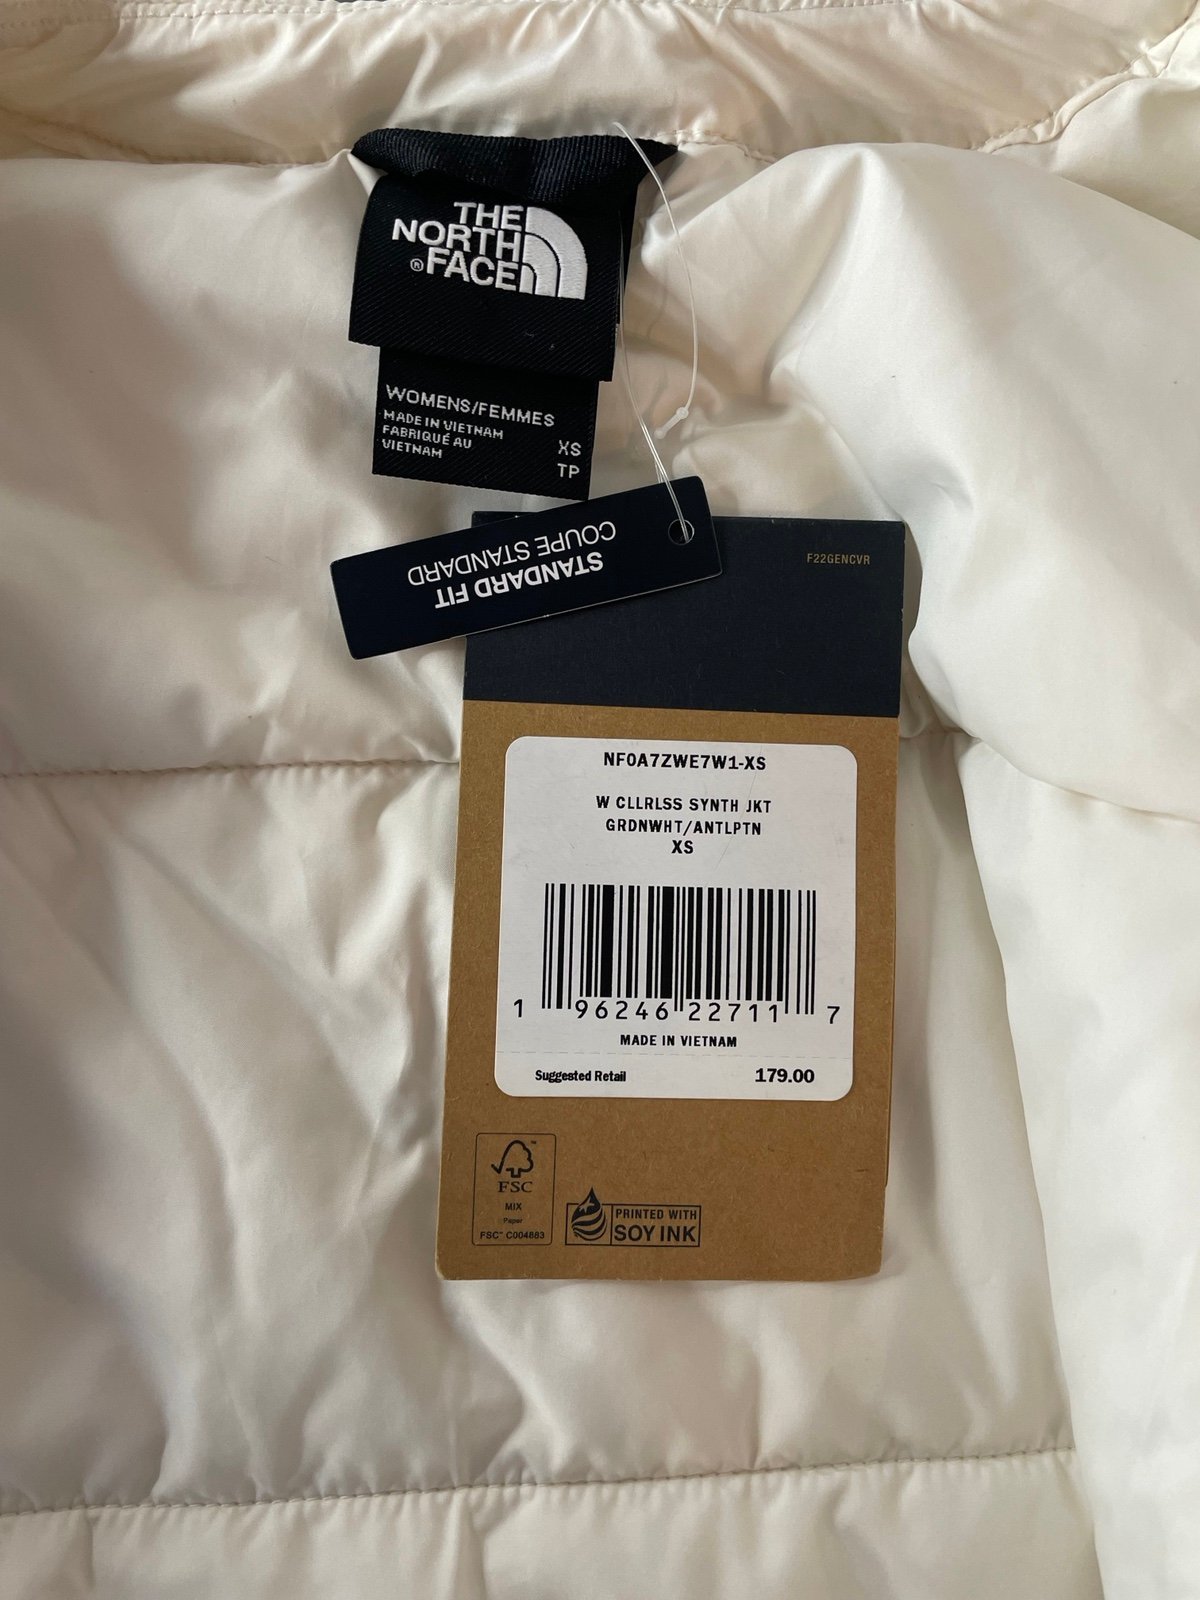 THE
NORTH
® FACE
WOMENS/FEMMES
MADE IN VIETNAM
FABRIQUÉ AU
VIETNAM
XS
TP
STANDARD FIT
COUPE STANDARD
F22GENCVR
NF0A7ZWE7W1-XS
W CLLRLSS SYNTH JKT
GRDNWHT/ANTLPTN
XS
1 96246 22711 7
MADE IN VIETNAM
Suggested Retail 179.00
FSC
MIX
Paper
FSC™ C004883
PRINTED WITH
SOY INK